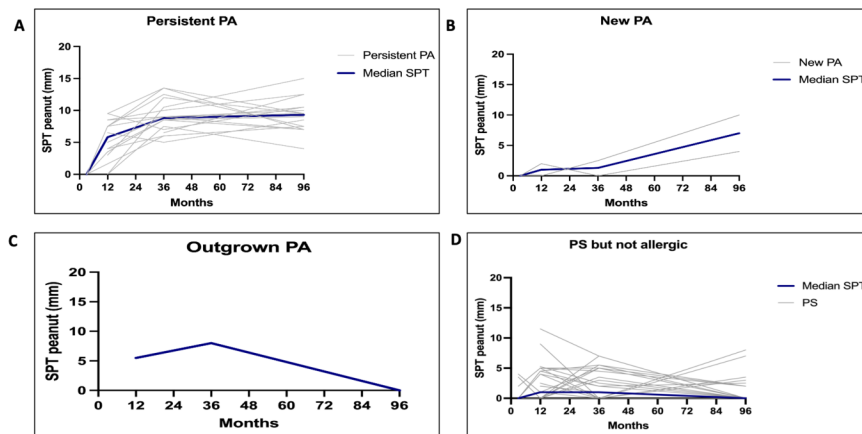 A
Persistent PA
20
15
10
5
0
SPT peanut (mm)
0 12 24 36 48 60 72 84 96
Months
Persistent PA
Median SPT
B
New PA
20
15
10
5
0
SPT peanut (mm)
0 12 24 36 48 60 72 84 96
Months
New PA
Median SPT
C
Outgrown PA
20
15
10
5
0
SPT peanut (mm)
0 12 24 36 48 60 72 84 96
Months
D
PS but not allergic
20
15
10
5
0
SPT peanut (mm)
0 12 24 36 48 60 72 84 96
Months
Median SPT
PS